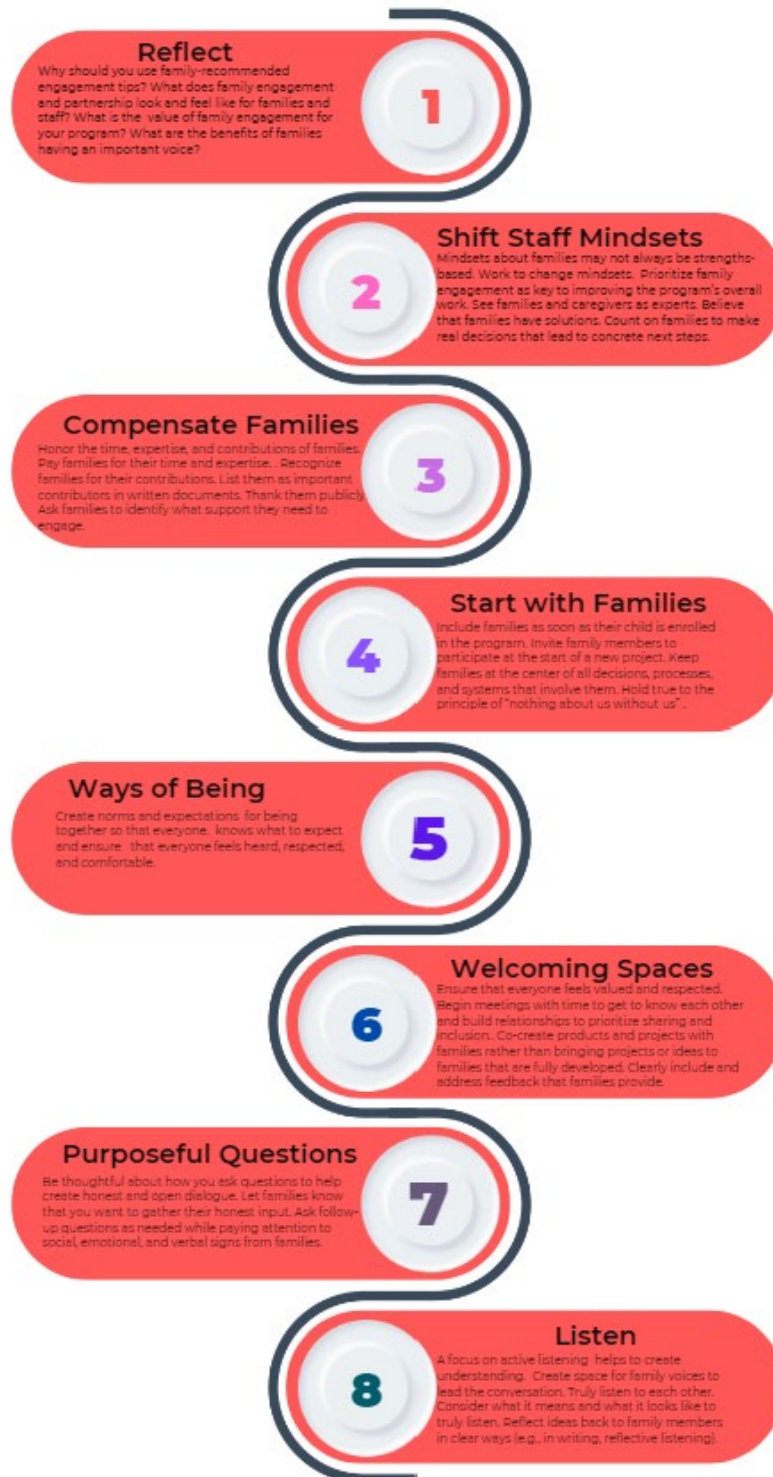 Reflect
Why should you use family-recommended
engagement tips? What does family engagement
and partnership look and feel like for families and
staff? What is the value of family engagement for
your program? What are the benefits of families
having an important voice?
1
Shift Staff Mindsets
Mindsets about families may not always be strengths-
based. Work to change mindsets. Prioritize family
engagement as key to improving the program's overall
work. See families and caregivers as experts. Believe
that families have solutions. Count on families to make
real decisions that lead to concrete next steps.
2
Compensate Families
Honor the time, expertise, and contributions of families.
Pay families for their time and expertise. . Recognize
families for their contributions. List them as important
contributors in written documents. Thank them publicly.
Ask families to identify what support they need to
engage.
3
Start with Families
Include families as soon as their child is enrolled
in the program. Invite family members to
participate at the start of a new project. Keep
families at the center of all decisions, processes,
and systems that involve them. Hold true to the
principle of "nothing about us without us" .
4
Ways of Being
Create norms and expectations for being
together so that everyone. knows what to expect
and ensure that everyone feels heard, respected,
and comfortable.
5
Welcoming Spaces
Ensure that everyone feels valued and respected.
Begin meetings with time to get to know each other
and build relationships to prioritize sharing and
inclusion.. Co-create products and projects with
families rather than bringing projects or ideas to
families that are fully developed. Clearly include and
address feedback that families provide.
6
Purposeful Questions
Be thoughtful about how you ask questions to help
create honest and open dialogue. Let families know
that you want to gather their honest input. Ask follow-
up questions as needed while paying attention to
social, emotional, and verbal signs from families.
7
Listen
A focus on active listening helps to create
understanding. Create space for family voices to
lead the conversation. Truly listen to each other.
Consider what it means and what it looks like to
truly listen. Reflect ideas back to family members
in clear ways (e.g., in writing, reflective listening).
8